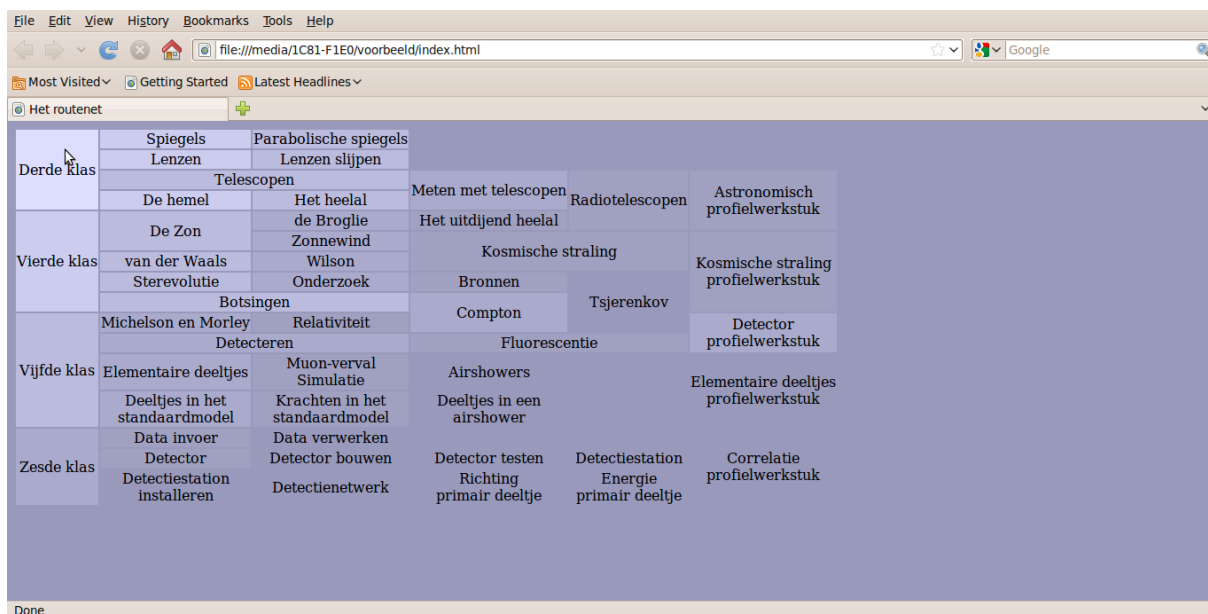 File Edit View History Bookmarks Tools Help
file:///media/1C81-F1E0/voorbeeld/index.html
Google
Most Visited Getting Started Latest Headlines
Het routenet
Spiegels Parabolische spiegels
Derde klas
Lenzen Lenzen slijpen
Telescopen
Meten met telescopen Radiotelescopen Astronomisch
profielwerkstuk
De hemel Het heelal
Vierde klas
De Zon
de Broglie Het uitdijend heelal
Zonnewind
Kosmische straling
Kosmische straling
profielwerkstuk
van der Waals Wilson
Sterevolutie Onderzoek Bronnen
Tsjerenkov
Botsingen
Compton
Michelson en Morley Relativiteit
Detector
profielwerkstuk
Vijfde klas
Detecteren Fluorescentie
Elementaire deeltjes
Muon-verval
Simulatie
Airshowers
Elementaire deeltjes
profielwerkstuk
Deeltjes in het
standaardmodel
Krachten in het
standaardmodel
Deeltjes in een
airshower
Zesde klas
Data invoer Data verwerken
Detector Detector bouwen Detector testen Detectiestation
Correlatie
profielwerkstuk
Detectiestation
installeren
Detectienetwerk
Richting
primair deeltje
Energie
primair deeltje
Done